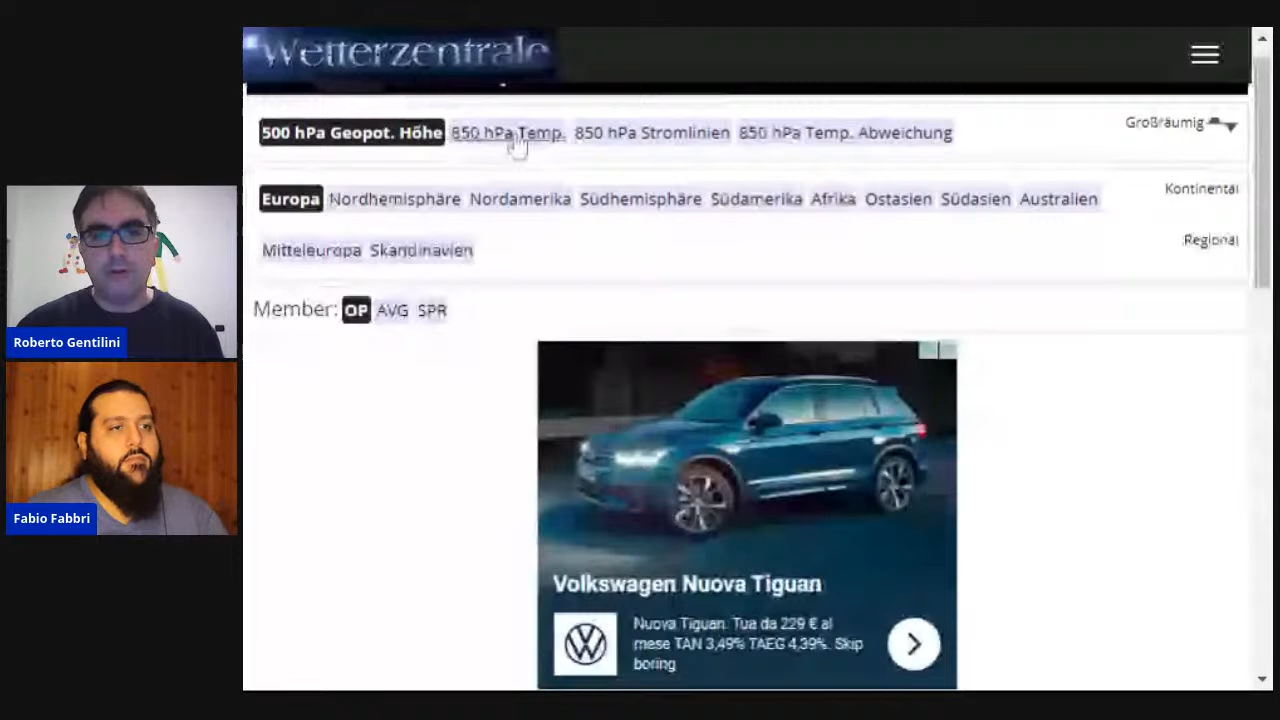 Wetterzentrale
500 hPa Geopot. Höhe 850 hPa Temp. 850 hPa Stromlinien 850 hPa Temp. Abweichung
Großräumig
Europa Nordhemisphäre Nordamerika Südhemisphäre Südamerika Afrika Ostasien Südasien Australien
Kontinental
Mitteleuropa Skandinavien
Regional
Member: OP AVG SPR
Roberto Gentilini
Fabio Fabbri
Volkswagen Nuova Tiguan
Nuova Tiguan. Tua da 229 € al
mese TAN 3,49% TAEG 4,39%. Skip
boring